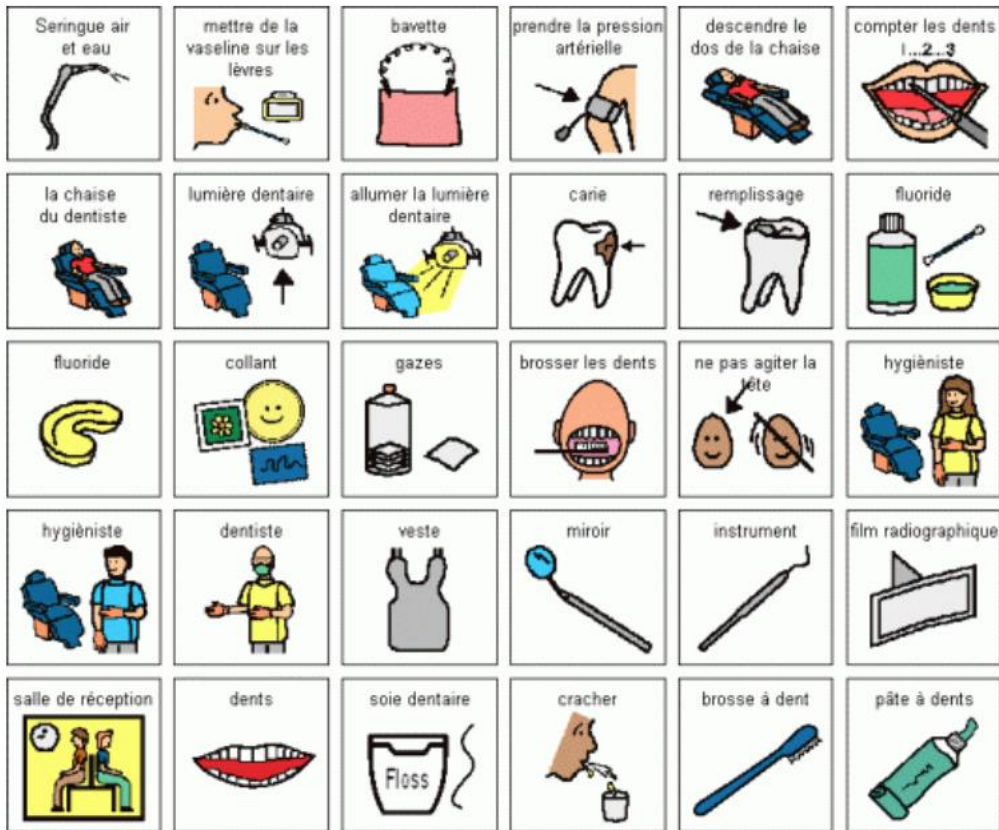 Seringue air
et eau
mettre de la
vaseline sur les
lèvres
bavette
prendre la pression
artérielle
descendre le
dos de la chaise
compter les dents
1...2..3
la chaise
du dentiste
lumière dentaire
allumer la lumière
dentaire
carie
remplissage
fluoride
fluoride
collant
gazes
brosser les dents
ne pas agiter la
tête
hygièniste
hygièniste
dentiste
veste
miroir
instrument
film radiographique
salle de réception
dents
soie dentaire
Floss
cracher
brosse à dent
pâte à dents